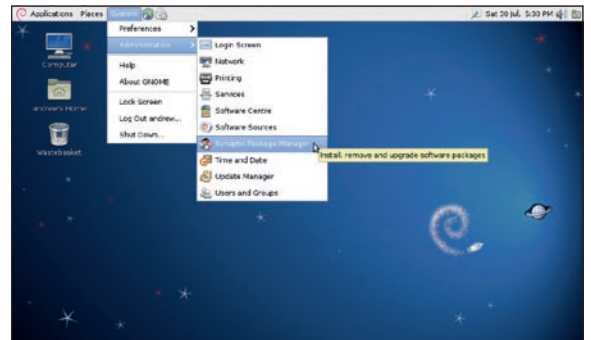 Applications Places System
Sat 30 Jul, 5:33 PM
Computer
andrew's Home
Wastebasket
Preferences
Administration
Help
About GNOME
Lock Screen
Log Out andrew...
Shut Down...
Login Screen
Network
Printing
Services
Software Centre
Software Sources
Synaptic Package Manager
Time and Date
Update Manager
Users and Groups
Install, remove and upgrade software packages